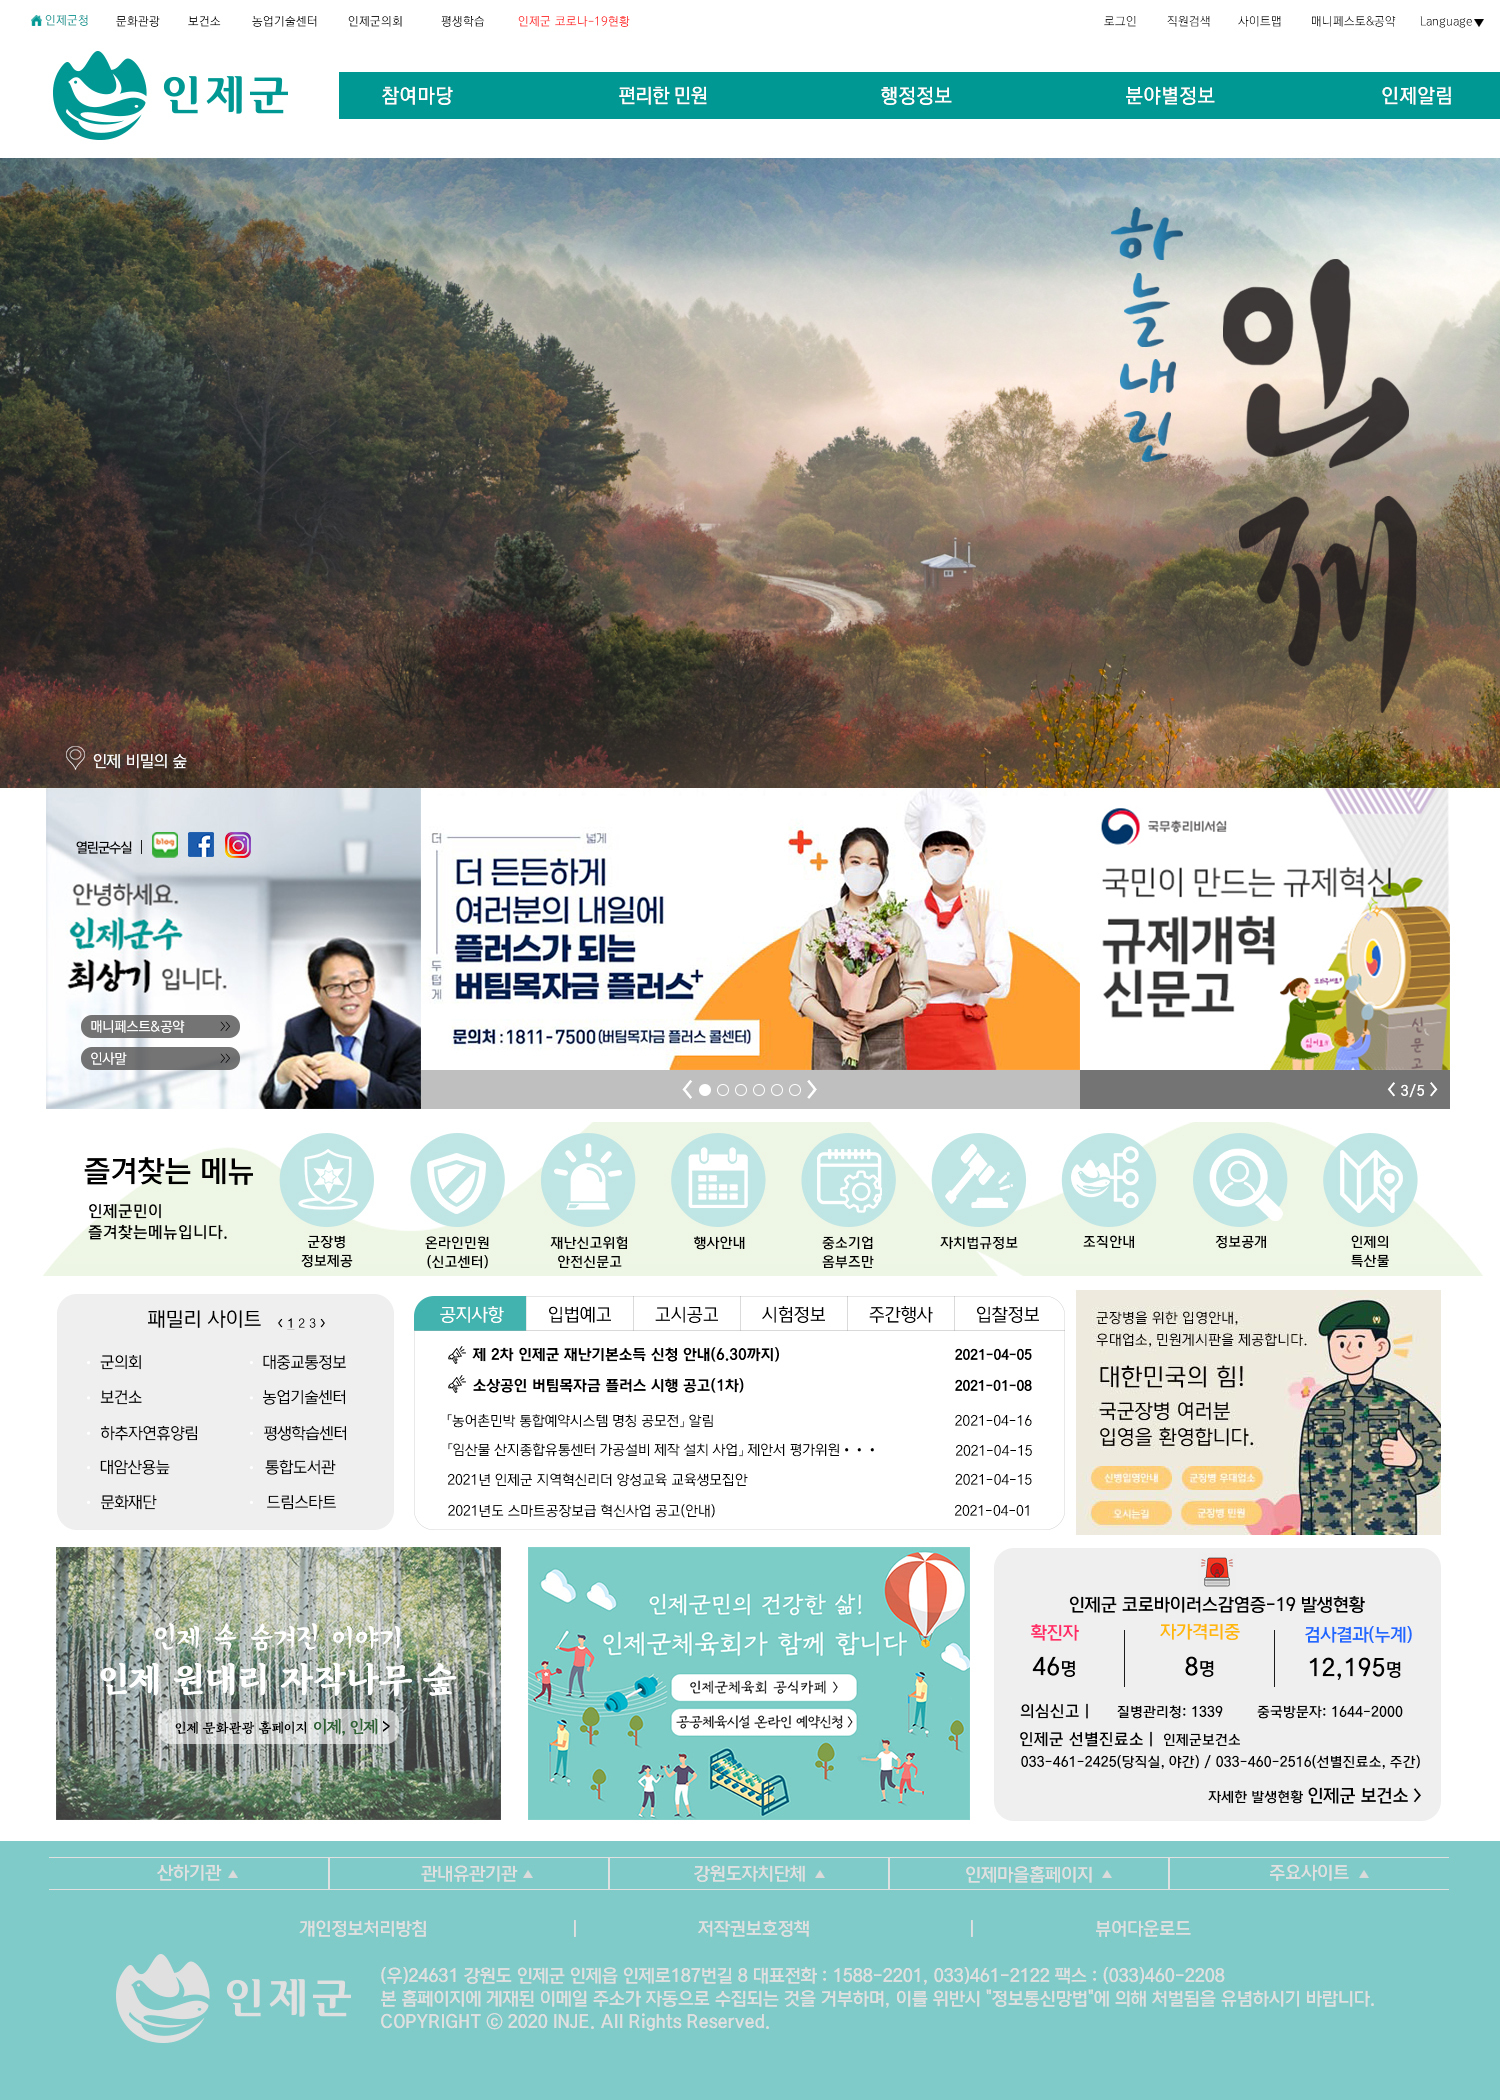 인제군청 문화관광 보건소 농업기술센터 인제군의회 평생학습 인제군 코로나-19현황 로그인 직원검색 사이트맵 매니페스토&공약 Language▼
인제군
참여마당 편리한 민원 행정정보 분야별정보 인제알림
하늘내린
인제
인제 비밀의 숲
열린군수실 | blog
안녕하세요.
인제군수
최상기 입니다.
매니페스트&공약 »
인사말 »
더 넓게
두텁게
더 든든하게
여러분의 내일에
플러스가 되는
버팀목자금 플러스+
문의처 : 1811-7500(버팀목자금 플러스 콜센터)
국무총리비서실
국민이 만드는 규제혁신
규제개혁
신문고
신문고
3/5
즐겨찾는 메뉴
인제군민이
즐겨찾는메뉴입니다.
군장병
정보제공
온라인민원
(신고센터)
재난신고위험
안전신문고
행사안내
중소기업
옴부즈만
자치법규정보
조직안내
정보공개
인제의
특산물
패밀리 사이트 < 1 2 3 >
군의회 대중교통정보
보건소 농업기술센터
하추자연휴양림 평생학습센터
대암산용늪 통합도서관
문화재단 드림스타트
공지사항 입법예고 고시공고 시험정보 주간행사 입찰정보
제 2차 인제군 재난기본소득 신청 안내(6.30까지) 2021-04-05
소상공인 버팀목자금 플러스 시행 공고(1차) 2021-01-08
「농어촌민박 통합예약시스템 명칭 공모전」 알림 2021-04-16
「임산물 산지종합유통센터 가공설비 제작 설치 사업」 제안서 평가위원・・・ 2021-04-15
2021년 인제군 지역혁신리더 양성교육 교육생모집안 2021-04-15
2021년도 스마트공장보급 혁신사업 공고(안내) 2021-04-01
군장병을 위한 입영안내,
우대업소, 민원게시판을 제공합니다.
대한민국의 힘!
국군장병 여러분
입영을 환영합니다.
신병입영안내 군장병 우대업소
오시는길 군장병 민원
인제 속 숨겨진 이야기
인제 원대리 자작나무 숲
인제 문화관광 홈페이지 이제, 인제 >
인제군민의 건강한 삶!
인제군체육회가 함께 합니다
인제군체육회 공식카페 >
공공체육시설 온라인 예약신청 >
인제군 코로바이러스감염증-19 발생현황
확진자 자가격리중 검사결과(누계)
46명 8명 12,195명
의심신고 | 질병관리청: 1339 중국방문자: 1644-2000
인제군 선별진료소 | 인제군보건소
033-461-2425(당직실, 야간) / 033-460-2516(선별진료소, 주간)
자세한 발생현황 인제군 보건소 >
산하기관 ▲ 관내유관기관 ▲ 강원도자치단체 ▲ 인제마을홈페이지 ▲ 주요사이트 ▲
개인정보처리방침 | 저작권보호정책 | 뷰어다운로드
인제군
(우)24631 강원도 인제군 인제읍 인제로187번길 8 대표전화 : 1588-2201, 033)461-2122 팩스 : (033)460-2208
본 홈페이지에 게재된 이메일 주소가 자동으로 수집되는 것을 거부하며, 이를 위반시 "정보통신망법"에 의해 처벌됨을 유념하시기 바랍니다.
COPYRIGHT ⓒ 2020 INJE. All Rights Reserved.